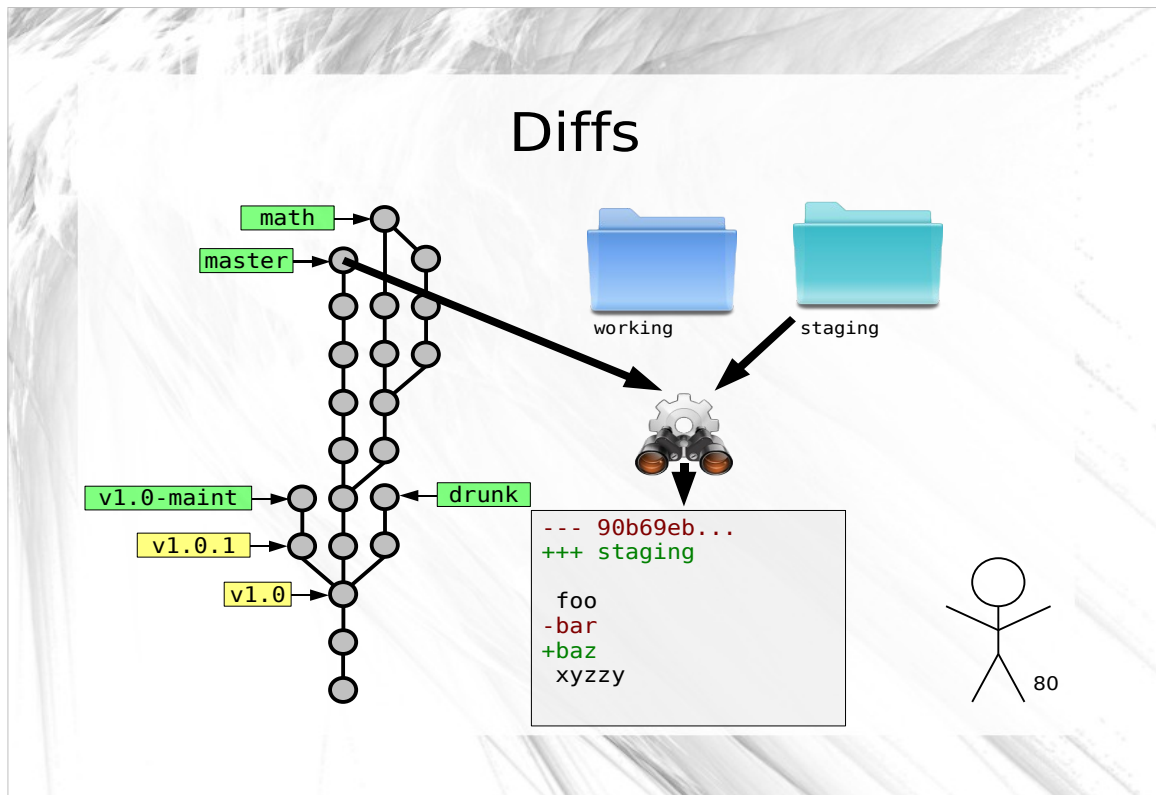 Diffs
math
master
working
staging
v1.0-maint
drunk
v1.0.1
v1.0
--- 90b69eb...
+++ staging
foo
-bar
+baz
xyzzy
80